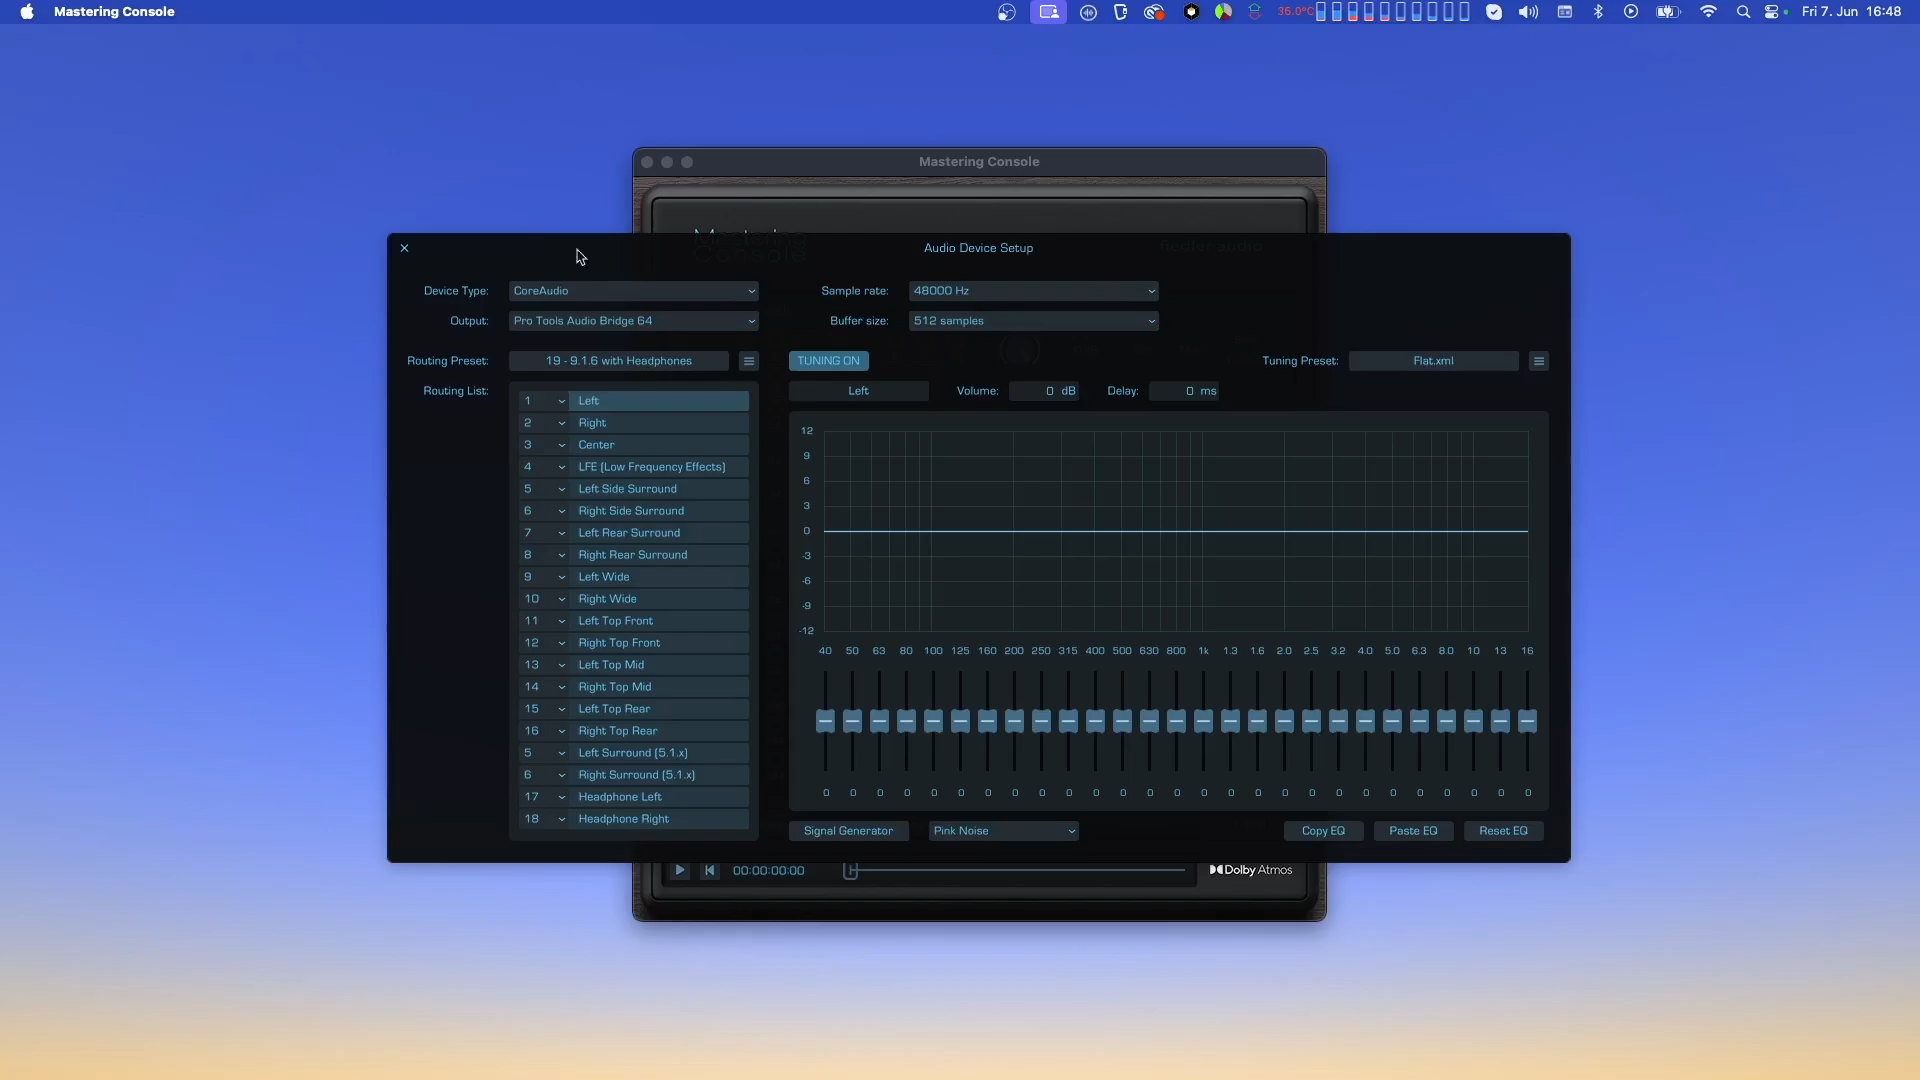 Mastering Console
36.0°C
Fri 7. Jun 16:48
Mastering Console
Mastering
Console
Audio Device Setup
Device Type: CoreAudio
Sample rate: 48000 Hz
Output: Pro Tools Audio Bridge 64
Buffer size: 512 samples
Routing Preset: 19 - 9.1.6 with Headphones
TUNING ON
Tuning Preset: Flat.xml
Routing List:
Left
Volume: 0 dB
Delay: 0 ms
1 Left
2 Right
3 Center
4 LFE (Low Frequency Effects)
5 Left Side Surround
6 Right Side Surround
7 Left Rear Surround
8 Right Rear Surround
9 Left Wide
10 Right Wide
11 Left Top Front
12 Right Top Front
13 Left Top Mid
14 Right Top Mid
15 Left Top Rear
16 Right Top Rear
5 Left Surround (5.1.x)
6 Right Surround (5.1.x)
17 Headphone Left
18 Headphone Right
12
9
6
3
0
-3
-6
-9
-12
40 50 63 80 100 125 160 200 250 315 400 500 630 800 1k 1.3 1.6 2.0 2.5 3.2 4.0 5.0 6.3 8.0 10 13 16
0 0 0 0 0 0 0 0 0 0 0 0 0 0 0 0 0 0 0 0 0 0 0 0 0 0 0
Signal Generator
Pink Noise
Copy EQ
Paste EQ
Reset EQ
00:00:00:00
Dolby Atmos